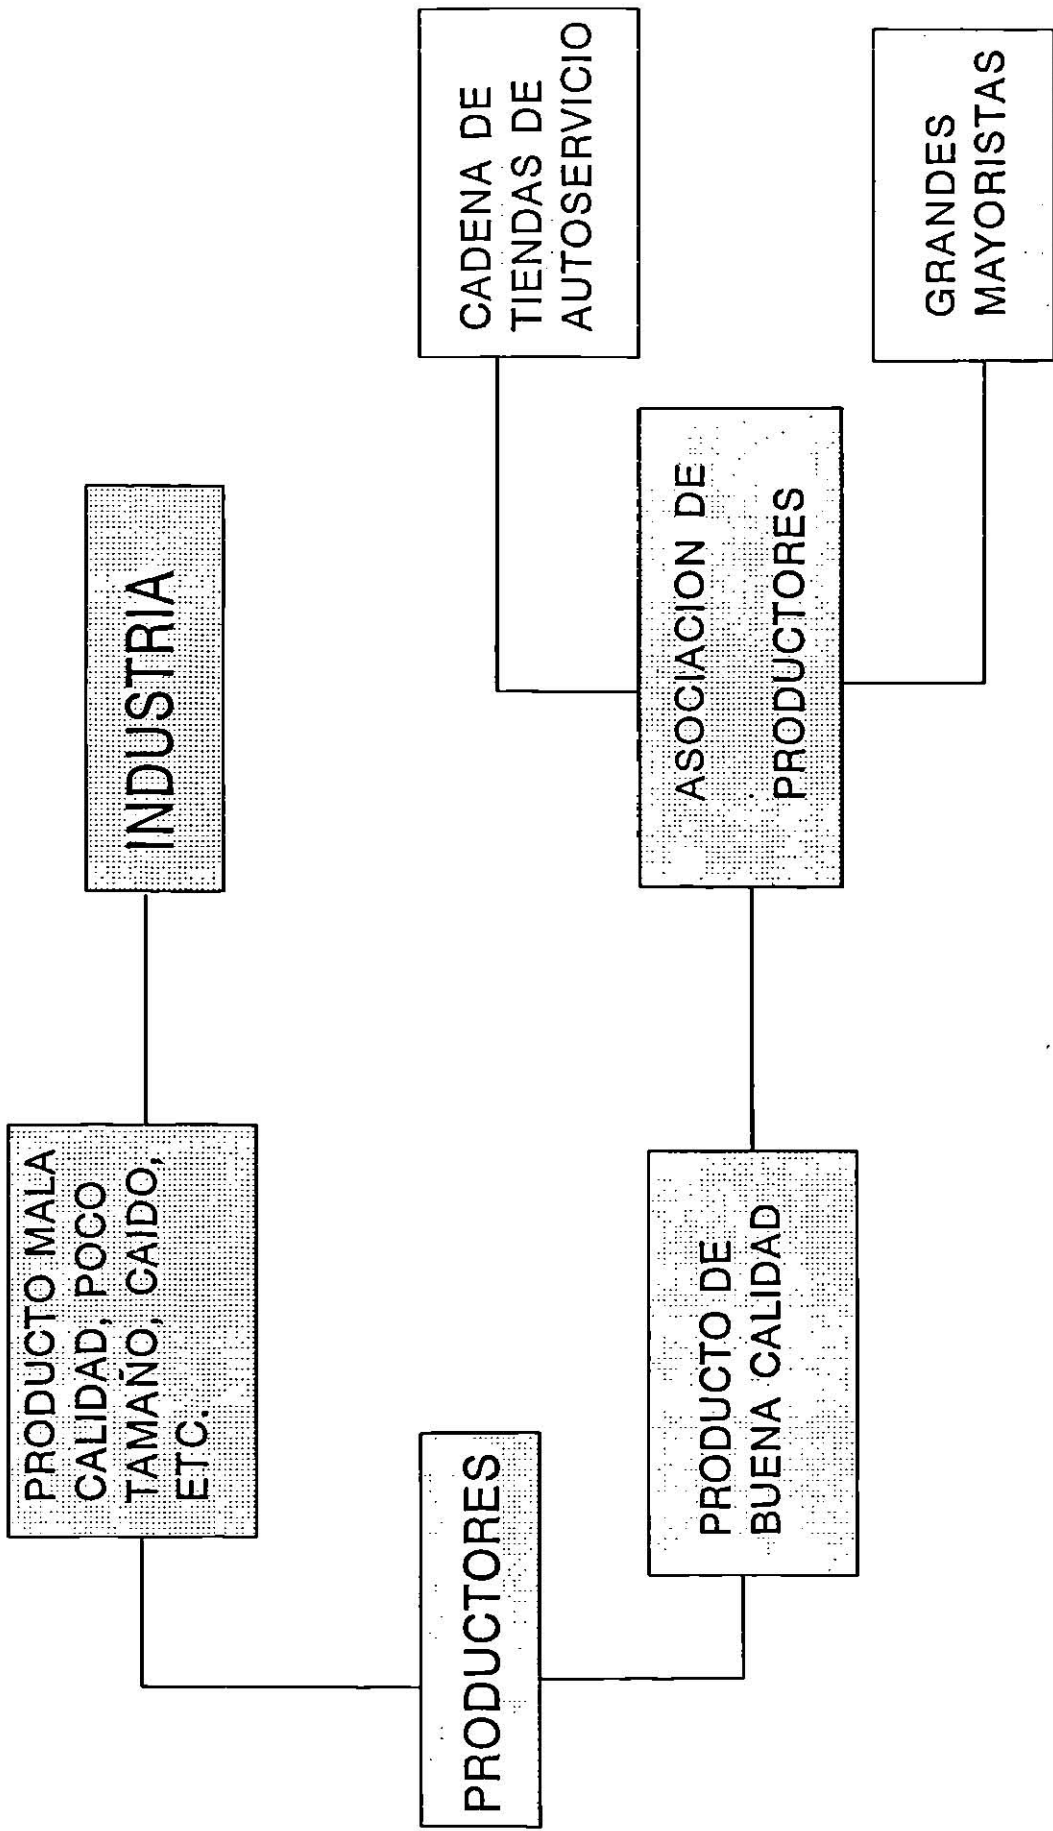 PRODUCTO MALA
CALIDAD, POCO
TAMAÑO, CAIDO,
ETC.
INDUSTRIA
PRODUCTORES
CADENA DE
TIENDAS DE
AUTOSERVICIO
PRODUCTO DE
BUENA CALIDAD
ASOCIACION DE
PRODUCTORES
GRANDES
MAYORISTAS